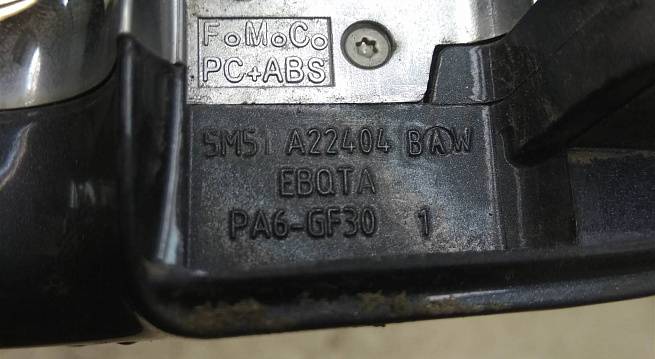 FoMoCo
PC+ABS
5M51 A22404 BAW
EBQTA
PA6-GF30 1